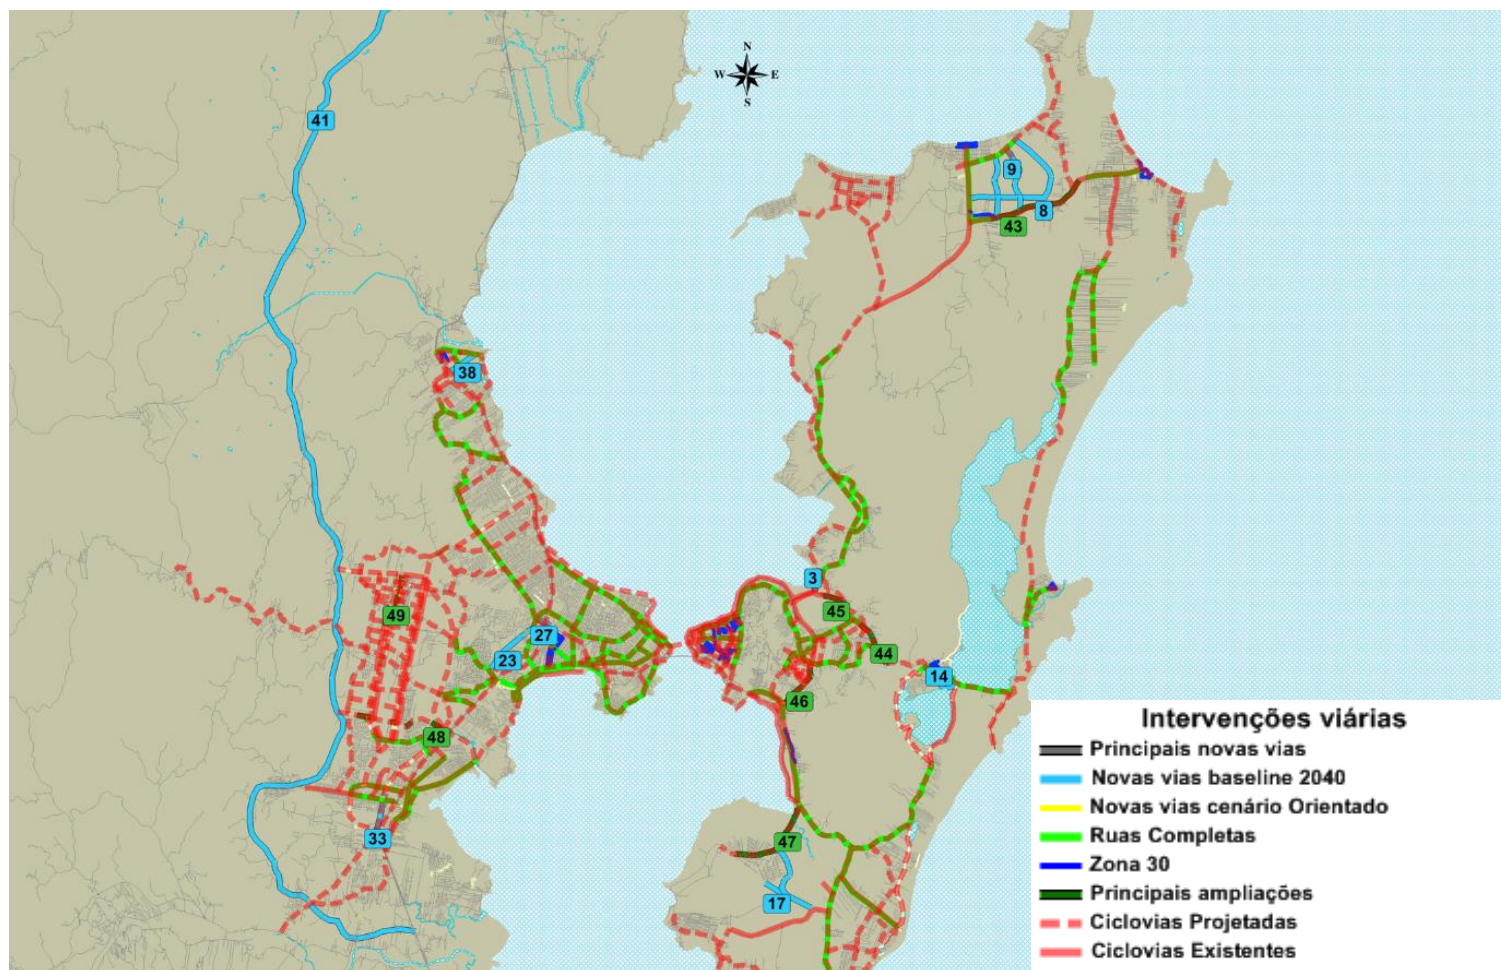 N
W E
S
41
9
8
43
38
3
45
49
27
44
23
14
46
48
33
47
17
Intervenções viárias
Principais novas vias
Novas vias baseline 2040
Novas vias cenário Orientado
Ruas Completas
Zona 30
Principais ampliações
Ciclovias Projetadas
Ciclovias Existentes